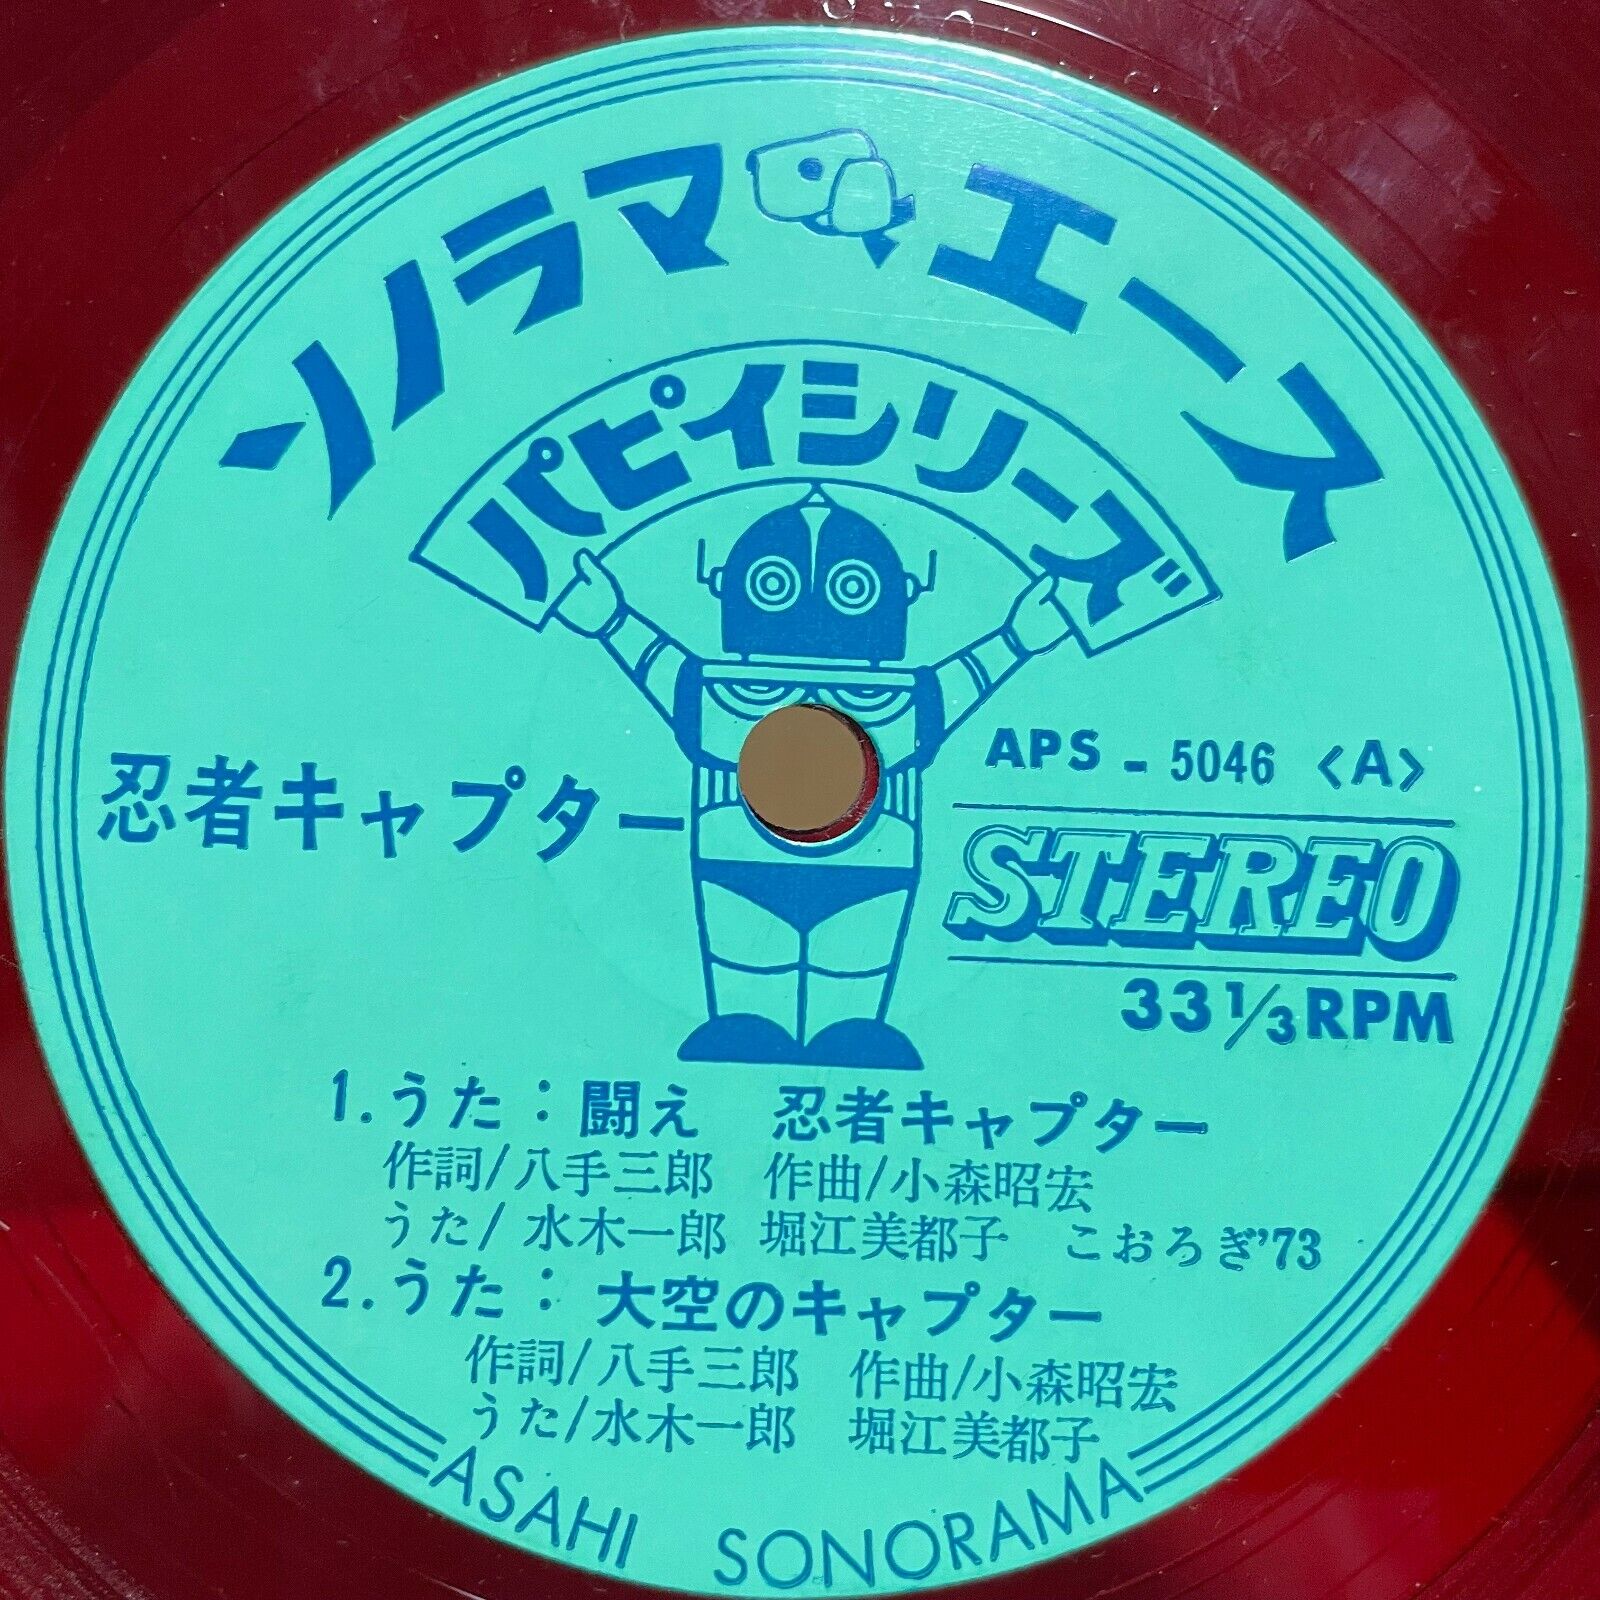 ソノラマエース
パピイシリーズ
忍者キャプター
APS - 5046 〈A〉
STEREO
33 1/3 RPM
1. うた：闘え　忍者キャプター
作詞/八手三郎　作曲/小森昭宏
うた/水木一郎　堀江美都子　こおろぎ'73
2. うた：大空のキャプター
作詞/八手三郎　作曲/小森昭宏
うた/水木一郎　堀江美都子
ASAHI SONORAMA